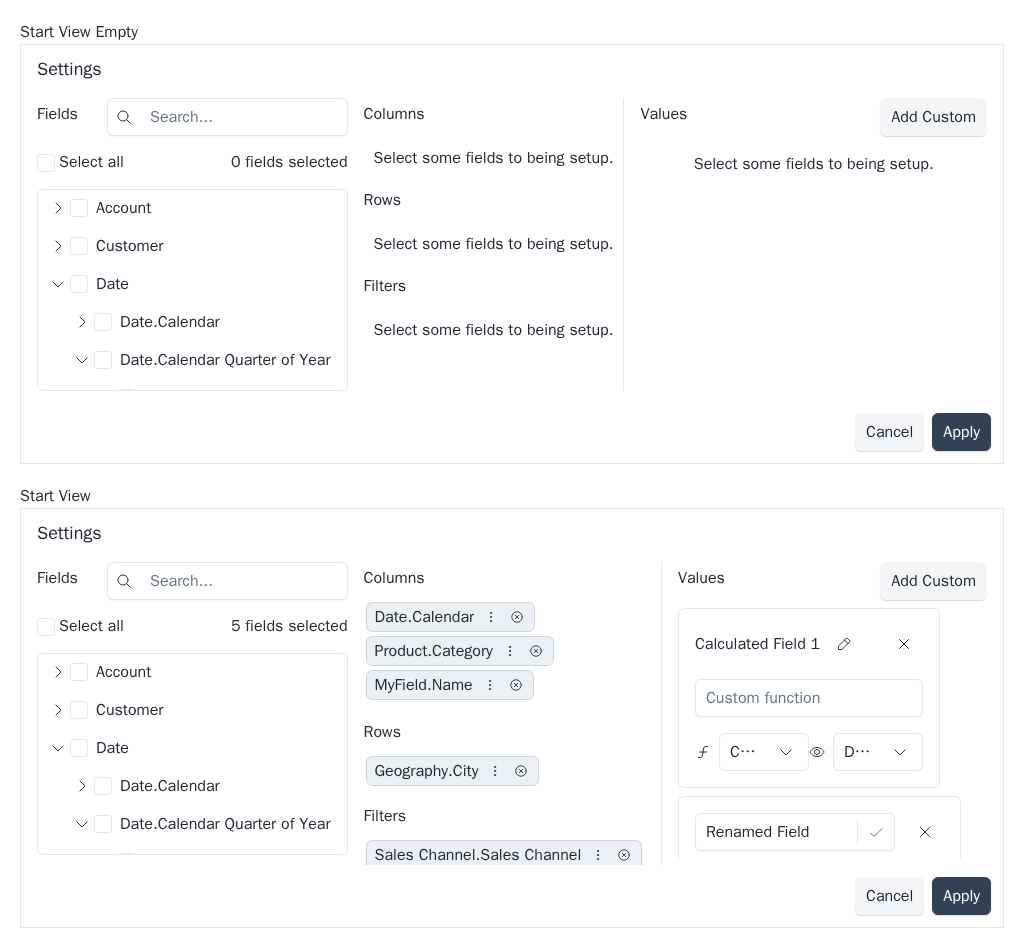 Start View Empty
Settings
Fields
Search...
Select all
0 fields selected
Account
Customer
Date
Date.Calendar
Date.Calendar Quarter of Year
Columns
Select some fields to being setup.
Rows
Select some fields to being setup.
Filters
Select some fields to being setup.
Values
Add Custom
Select some fields to being setup.
Cancel
Apply
Start View
Settings
Fields
Search...
Select all
5 fields selected
Account
Customer
Date
Date.Calendar
Date.Calendar Quarter of Year
Columns
Date.Calendar
Product.Category
MyField.Name
Rows
Geography.City
Filters
Sales Channel.Sales Channel
Values
Add Custom
Calculated Field 1
Custom function
C···
D···
Renamed Field
Cancel
Apply